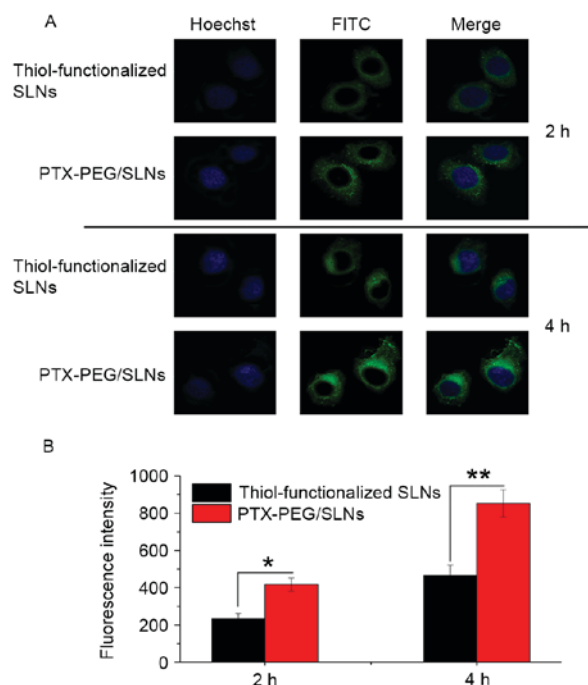 A
Hoechst FITC Merge
Thiol-functionalized
SLNs
2 h
PTX-PEG/SLNs
Thiol-functionalized
SLNs
4 h
PTX-PEG/SLNs
B
Fluorescence intensity
1000
800
600
400
200
0
Thiol-functionalized SLNs
PTX-PEG/SLNs
*
**
2 h 4 h